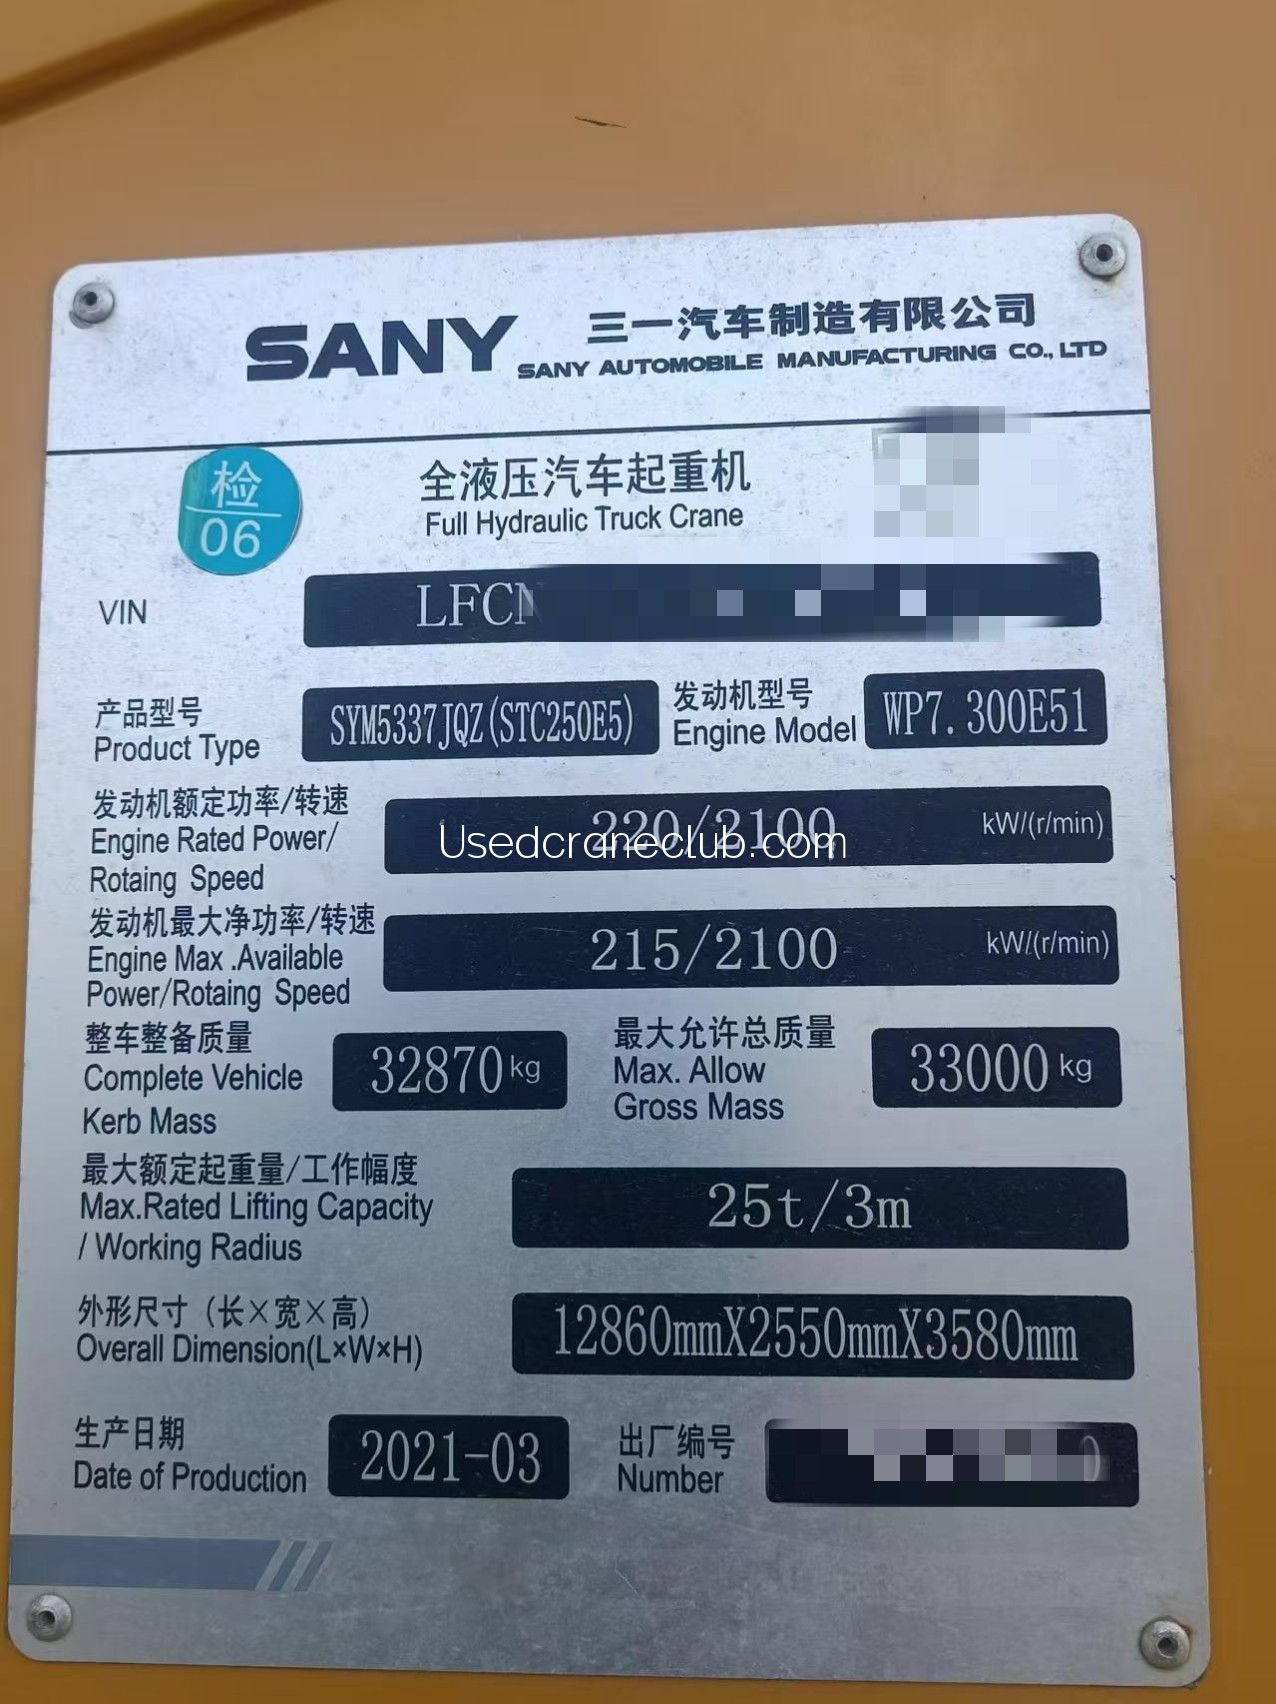 SANY 三一汽车制造有限公司
SANY AUTOMOBILE MANUFACTURING CO., LTD
检
06
全液压汽车起重机
Full Hydraulic Truck Crane
VIN LFCN
产品型号
Product Type SYM5337JQZ(STC250E5)
发动机型号
Engine Model WP7.300E51
发动机额定功率/转速
Engine Rated Power/
Rotaing Speed
220/2100 kW/(r/min)
Usedcraneclub.com
发动机最大净功率/转速
Engine Max .Available
Power/Rotaing Speed
215/2100 kW/(r/min)
整车整备质量
Complete Vehicle
Kerb Mass
32870 kg
最大允许总质量
Max. Allow
Gross Mass
33000 kg
最大额定起重量/工作幅度
Max.Rated Lifting Capacity
/ Working Radius
25t/3m
外形尺寸（长×宽×高）
Overall Dimension(L×W×H)
12860mmX2550mmX3580mm
生产日期
Date of Production
2021-03
出厂编号
Number